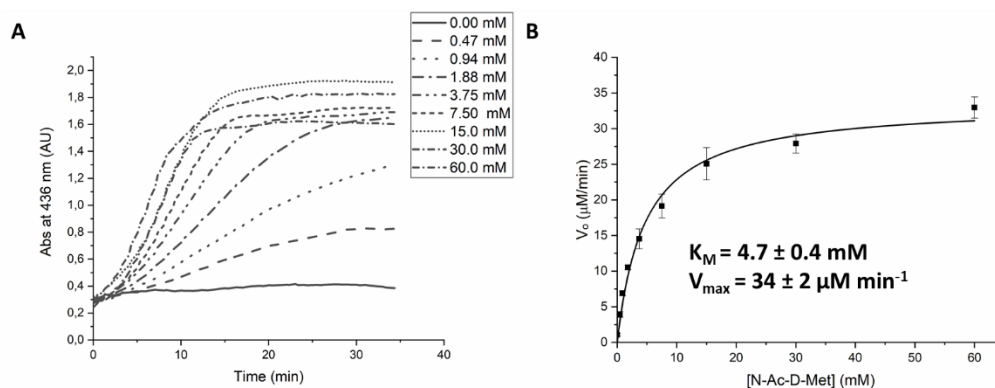 A
Abs at 436 nm (AU)
2,0
1,8
1,6
1,4
1,2
1,0
0,8
0,6
0,4
0,2
0,0
0
10
20
30
40
Time (min)
0.00 mM
0.47 mM
0.94 mM
1.88 mM
3.75 mM
7.50 mM
15.0 mM
30.0 mM
60.0 mM
B
Vₒ (µM/min)
40
35
30
25
20
15
10
5
0
0
10
20
30
40
50
60
[N-Ac-D-Met] (mM)
K_M = 4.7 ± 0.4 mM
V_max = 34 ± 2 µM min⁻¹